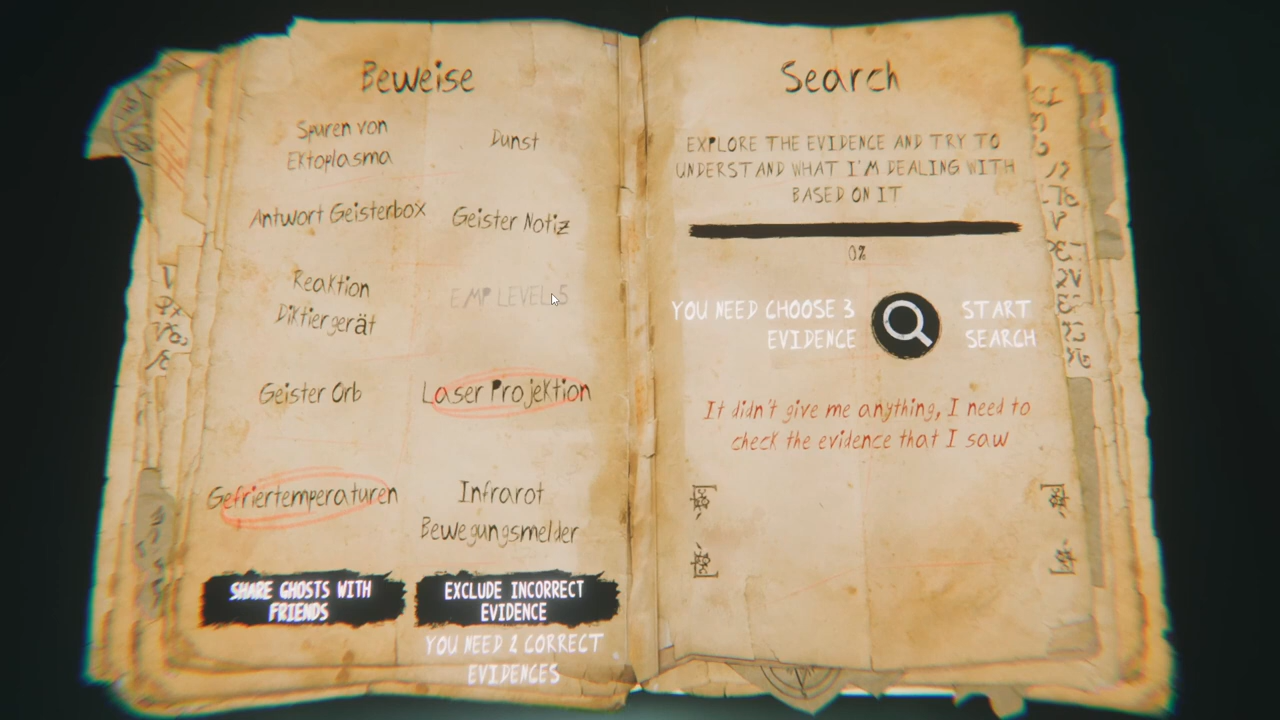 Beweise
Spuren von
Ektoplasma
Dunst
Antwort Geisterbox
Geister Notiz
Reaktion
Diktiergerät
EMP LEVEL 5
Geister Orb
Laser Projektion
Gefriertemperaturen
Infrarot
Bewegungsmelder
SHARE GHOSTS WITH
FRIENDS
EXCLUDE INCORRECT
EVIDENCE
YOU NEED 2 CORRECT
EVIDENCES
Search
EXPLORE THE EVIDENCE AND TRY TO
UNDERSTAND WHAT I'M DEALING WITH
BASED ON IT
0%
YOU NEED CHOOSE 3
EVIDENCE
START
SEARCH
It didn't give me anything, I need to
check the evidence that I saw